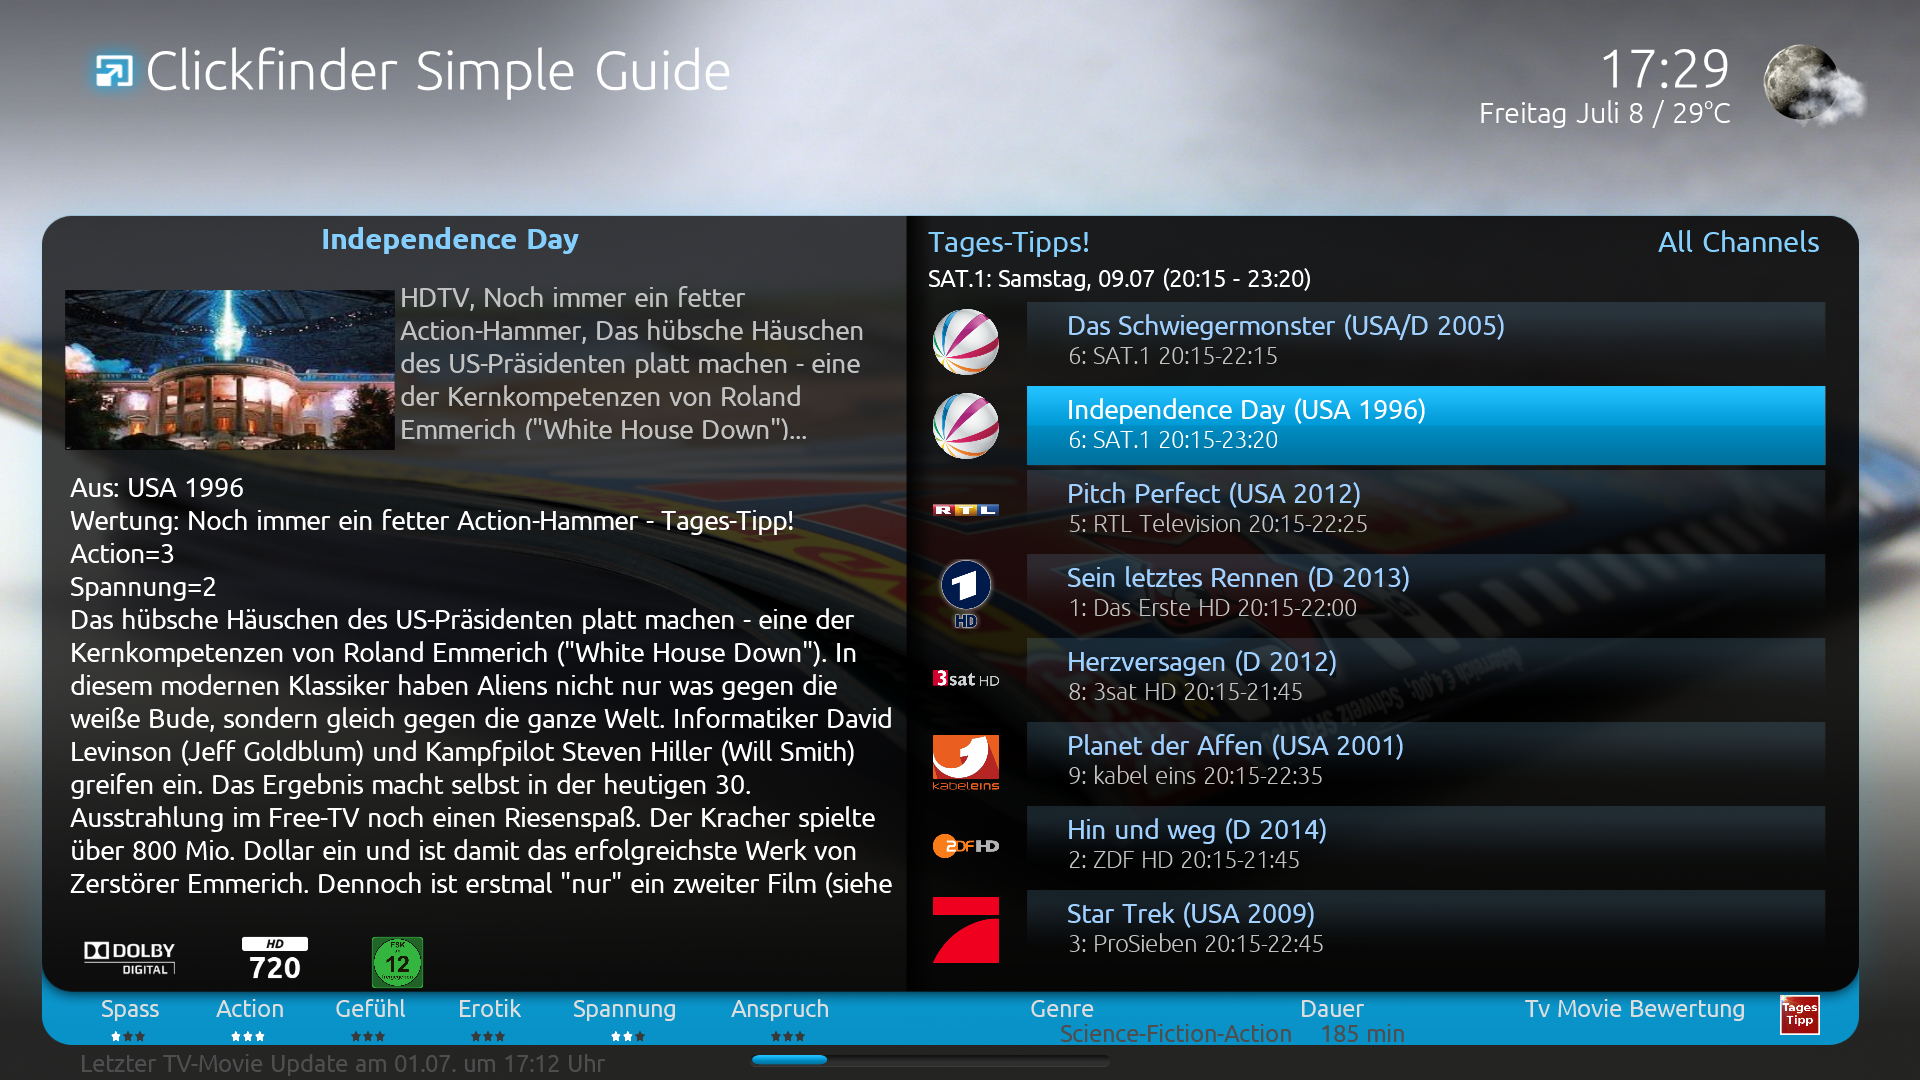 Clickfinder Simple Guide
17:29
Freitag Juli 8 / 29°C
Independence Day
HDTV, Noch immer ein fetter
Action-Hammer, Das hübsche Häuschen
des US-Präsidenten platt machen - eine
der Kernkompetenzen von Roland
Emmerich ("White House Down")...
Aus: USA 1996
Wertung: Noch immer ein fetter Action-Hammer - Tages-Tipp!
Action=3
Spannung=2
Das hübsche Häuschen des US-Präsidenten platt machen - eine der
Kernkompetenzen von Roland Emmerich ("White House Down"). In
diesem modernen Klassiker haben Aliens nicht nur was gegen die
weiße Bude, sondern gleich gegen die ganze Welt. Informatiker David
Levinson (Jeff Goldblum) und Kampfpilot Steven Hiller (Will Smith)
greifen ein. Das Ergebnis macht selbst in der heutigen 30.
Ausstrahlung im Free-TV noch einen Riesenspaß. Der Kracher spielte
über 800 Mio. Dollar ein und ist damit das erfolgreichste Werk von
Zerstörer Emmerich. Dennoch ist erstmal "nur" ein zweiter Film (siehe
DOLBY
DIGITAL
HD
720
FSK
12
Tages-Tipps!
All Channels
SAT.1: Samstag, 09.07 (20:15 - 23:20)
Das Schwiegermonster (USA/D 2005)
6: SAT.1 20:15-22:15
Independence Day (USA 1996)
6: SAT.1 20:15-23:20
RTL
Pitch Perfect (USA 2012)
5: RTL Television 20:15-22:25
1
HD
Sein letztes Rennen (D 2013)
1: Das Erste HD 20:15-22:00
3sat HD
Herzversagen (D 2012)
8: 3sat HD 20:15-21:45
kabel eins
Planet der Affen (USA 2001)
9: kabel eins 20:15-22:35
ZDFHD
Hin und weg (D 2014)
2: ZDF HD 20:15-21:45
Star Trek (USA 2009)
3: ProSieben 20:15-22:45
Spass Action Gefühl Erotik Spannung Anspruch Genre Dauer Tv Movie Bewertung
Tages
Tipp
Science-Fiction-Action 185 min
Letzter TV-Movie Update am 01.07. um 17:12 Uhr